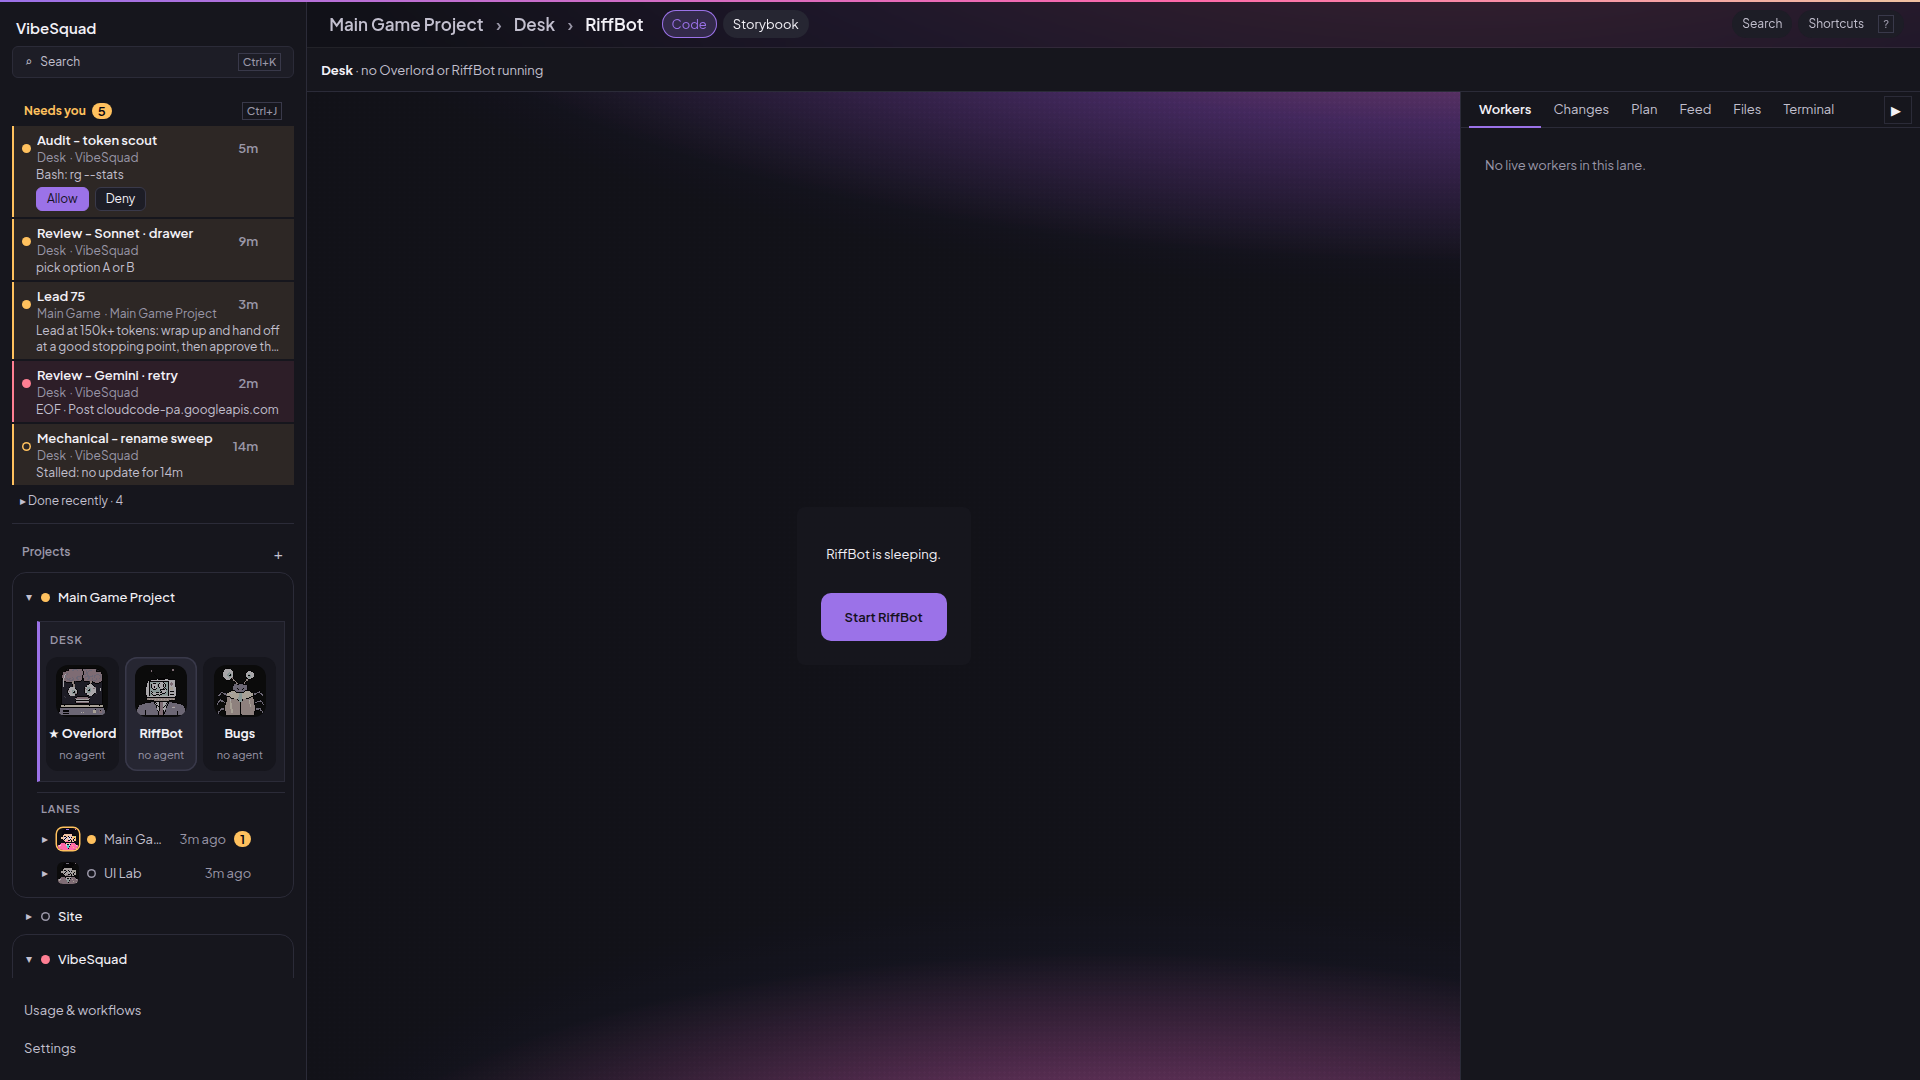 VibeSquad
Search Ctrl+K
Needs you 5 Ctrl+J
Audit – token scout 5m
Desk · VibeSquad
Bash: rg --stats
Allow Deny
Review – Sonnet · drawer 9m
Desk · VibeSquad
pick option A or B
Lead 75 3m
Main Game · Main Game Project
Lead at 150k+ tokens: wrap up and hand off
at a good stopping point, then approve th…
Review – Gemini · retry 2m
Desk · VibeSquad
EOF · Post cloudcode-pa.googleapis.com
Mechanical – rename sweep 14m
Desk · VibeSquad
Stalled: no update for 14m
▸ Done recently · 4
Projects +
▾ Main Game Project
DESK
★ Overlord RiffBot Bugs
no agent no agent no agent
LANES
▸ Main Ga… 3m ago 1
▸ UI Lab 3m ago
▸ Site
▾ VibeSquad
Usage & workflows
Settings
Main Game Project › Desk › RiffBot Code Storybook Search Shortcuts ?
Desk · no Overlord or RiffBot running
RiffBot is sleeping.
Start RiffBot
Workers Changes Plan Feed Files Terminal ▶
No live workers in this lane.